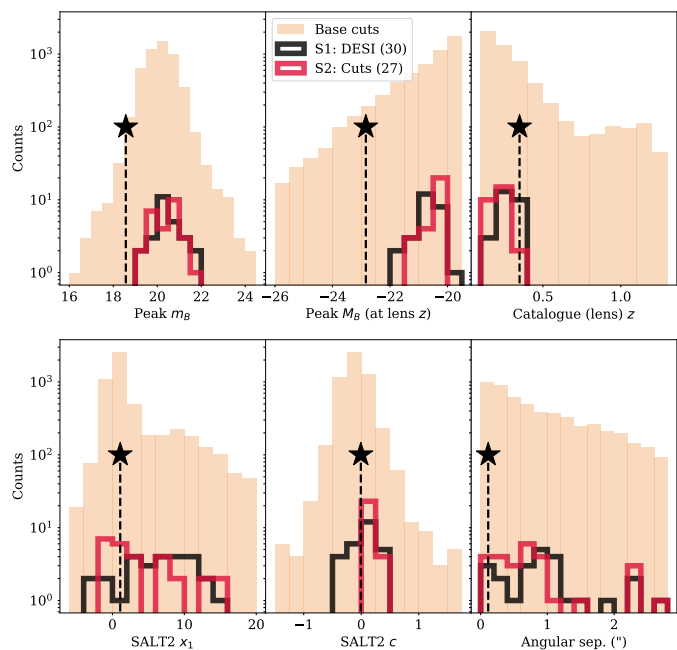 Base cuts
S1: DESI (30)
S2: Cuts (27)
Counts
10³
10²
10¹
10⁰
16 18 20 22 24
Peak m_B
−26 −24 −22 −20
Peak M_B (at lens z)
0.5 1.0
Catalogue (lens) z
Counts
10³
10²
10¹
10⁰
0 10 20
SALT2 x₁
−1 0 1
SALT2 c
0 1 2
Angular sep. (")